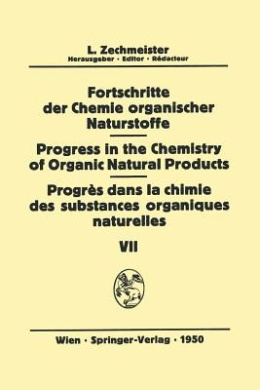 L. Zechmeister
Herausgeber • Editor • Rédacteur
Fortschritte
der Chemie organischer
Naturstoffe
Progress in the Chemistry
of Organic Natural Products
Progrès dans la chimie
des substances organiques
naturelles
VII
Wien • Springer-Verlag • 1950